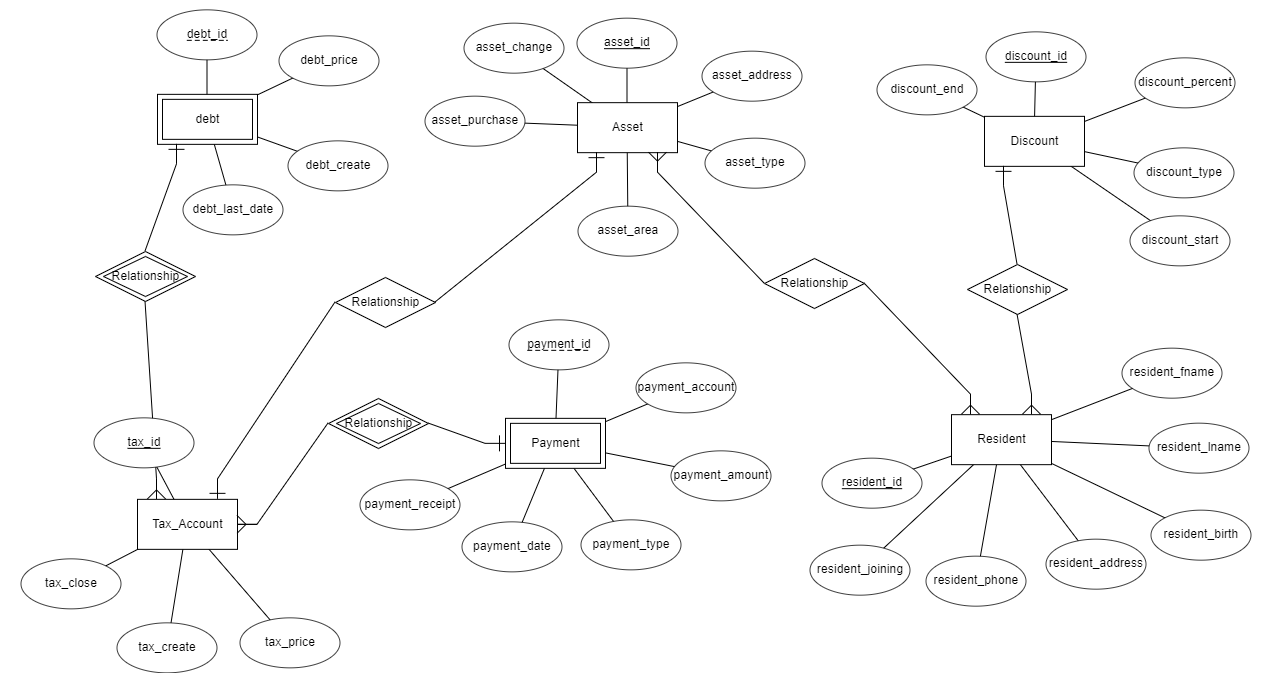 debt_id
debt_price
debt
debt_create
debt_last_date
Relationship
asset_change
asset_id
asset_address
asset_purchase
Asset
asset_type
asset_area
Relationship
Relationship
discount_id
discount_end
discount_percent
Discount
discount_type
discount_start
Relationship
payment_id
payment_account
Relationship
Payment
payment_amount
payment_receipt
payment_date
payment_type
tax_id
Tax_Account
tax_close
tax_create
tax_price
resident_fname
Resident
resident_lname
resident_id
resident_birth
resident_joining
resident_phone
resident_address